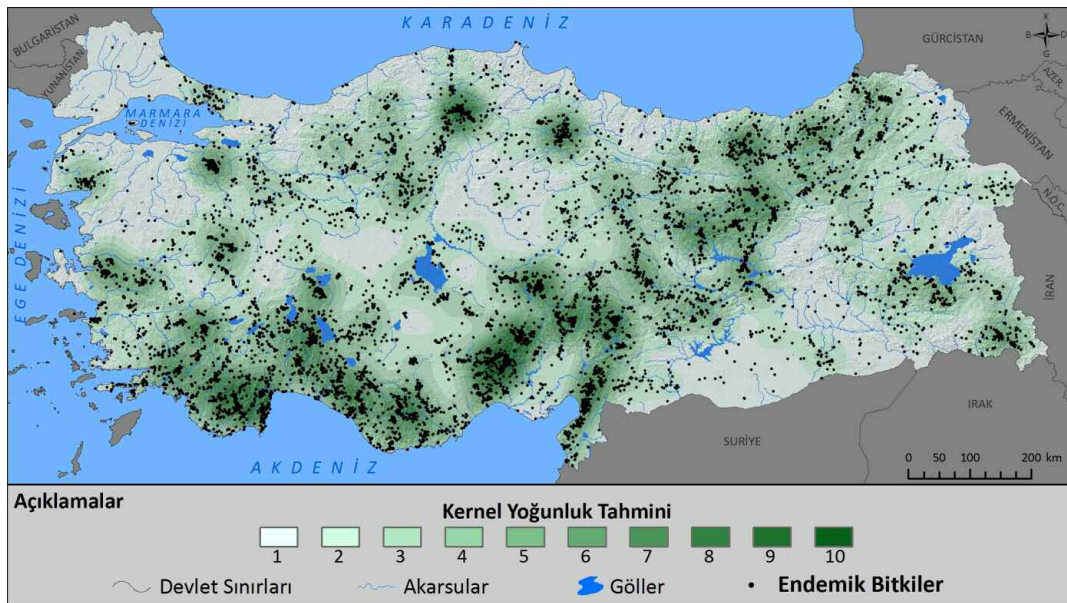 KARADENİZ
BULGARİSTAN
YUNANİSTAN
GÜRCİSTAN
K
B D
G
AZER.
ERMENİSTAN
MARMARA
DENİZİ
N.Ö.C.
EGE DENİZİ
İRAN
IRAK
SURİYE
AKDENİZ
0 50 100 200 km
Açıklamalar
Kernel Yoğunluk Tahmini
1 2 3 4 5 6 7 8 9 10
Devlet Sınırları Akarsular Göller Endemik Bitkiler